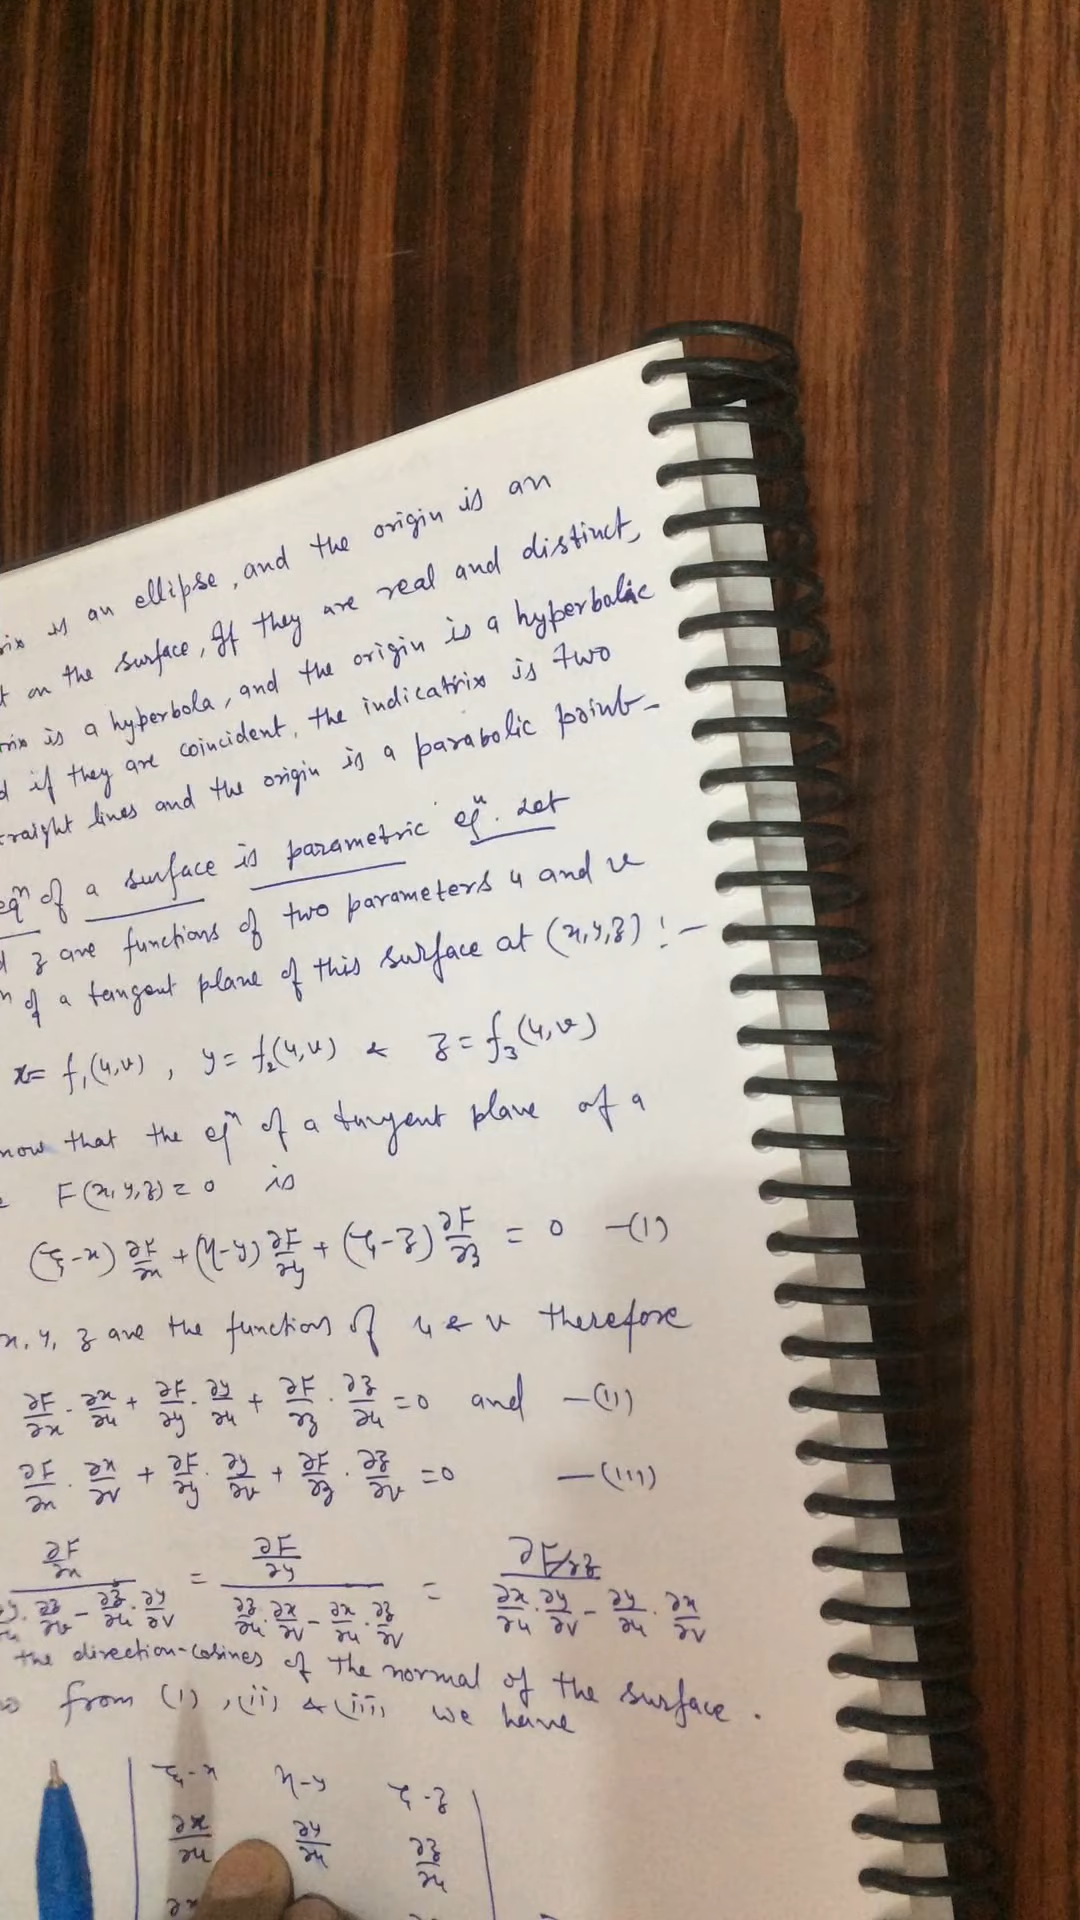 is an ellipse, and the origin is an
on the surface, If they are real and distinct,
is a hyperbola, and the origin is a hyperbolic
if they are coincident, the indicatrix is two
lines and the origin is a parabolic point-
eqⁿ of a surface is parametric eqⁿ. Let
z are functions of two parameters u and v
of a tangent plane of this surface at (x,y,z) :-
x = f₁(u,v) , y = f₂(u,v) & z = f₃(u,v)
that the eqⁿ of a tangent plane of a
F(x,y,z) = 0 is
(ξ-x) ∂F/∂x + (η-y) ∂F/∂y + (ζ-z) ∂F/∂z = 0 -(1)
x, y, z are the functions of u & v therefore
∂F/∂x · ∂x/∂u + ∂F/∂y · ∂y/∂u + ∂F/∂z · ∂z/∂u = 0 and -(ii)
∂F/∂x · ∂x/∂v + ∂F/∂y · ∂y/∂v + ∂F/∂z · ∂z/∂v = 0 -(iii)
∂F/∂x = ∂F/∂y = ∂F/∂z
∂z/∂v - ∂z/∂u · ∂y/∂v ∂z/∂u · ∂x/∂v - ∂x/∂u · ∂z/∂v ∂x/∂u · ∂y/∂v - ∂y/∂u · ∂x/∂v
the direction-cosines of the normal of the surface.
from (1), (ii) & (iii) we have
ξ-x η-y ζ-z
∂x/∂u ∂y/∂u ∂z/∂u